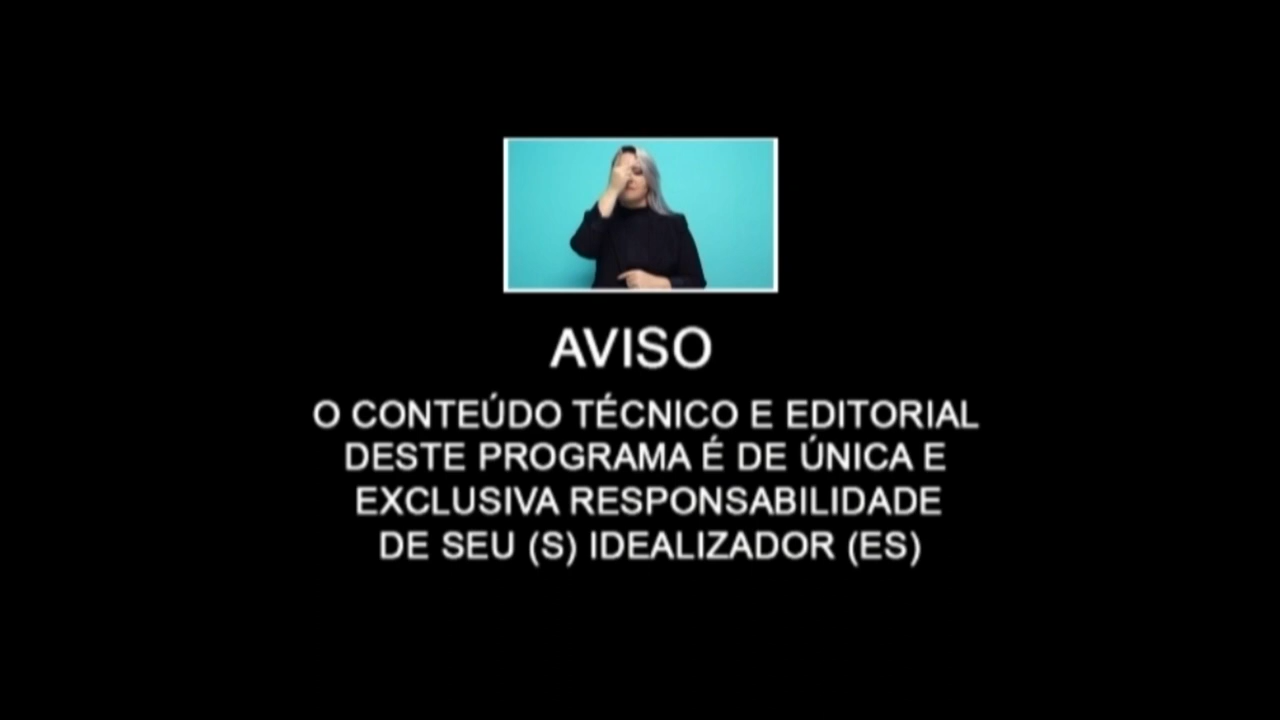 AVISO
O CONTEÚDO TÉCNICO E EDITORIAL
DESTE PROGRAMA É DE ÚNICA E
EXCLUSIVA RESPONSABILIDADE
DE SEU (S) IDEALIZADOR (ES)